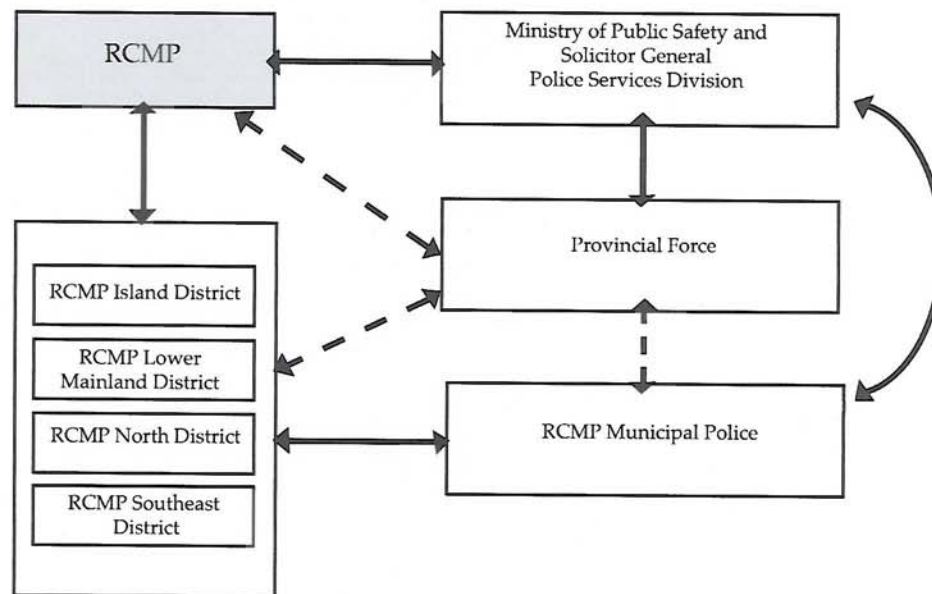 RCMP
Ministry of Public Safety and
Solicitor General
Police Services Division
Provincial Force
RCMP Island District
RCMP Lower
Mainland District
RCMP North District
RCMP Southeast
District
RCMP Municipal Police